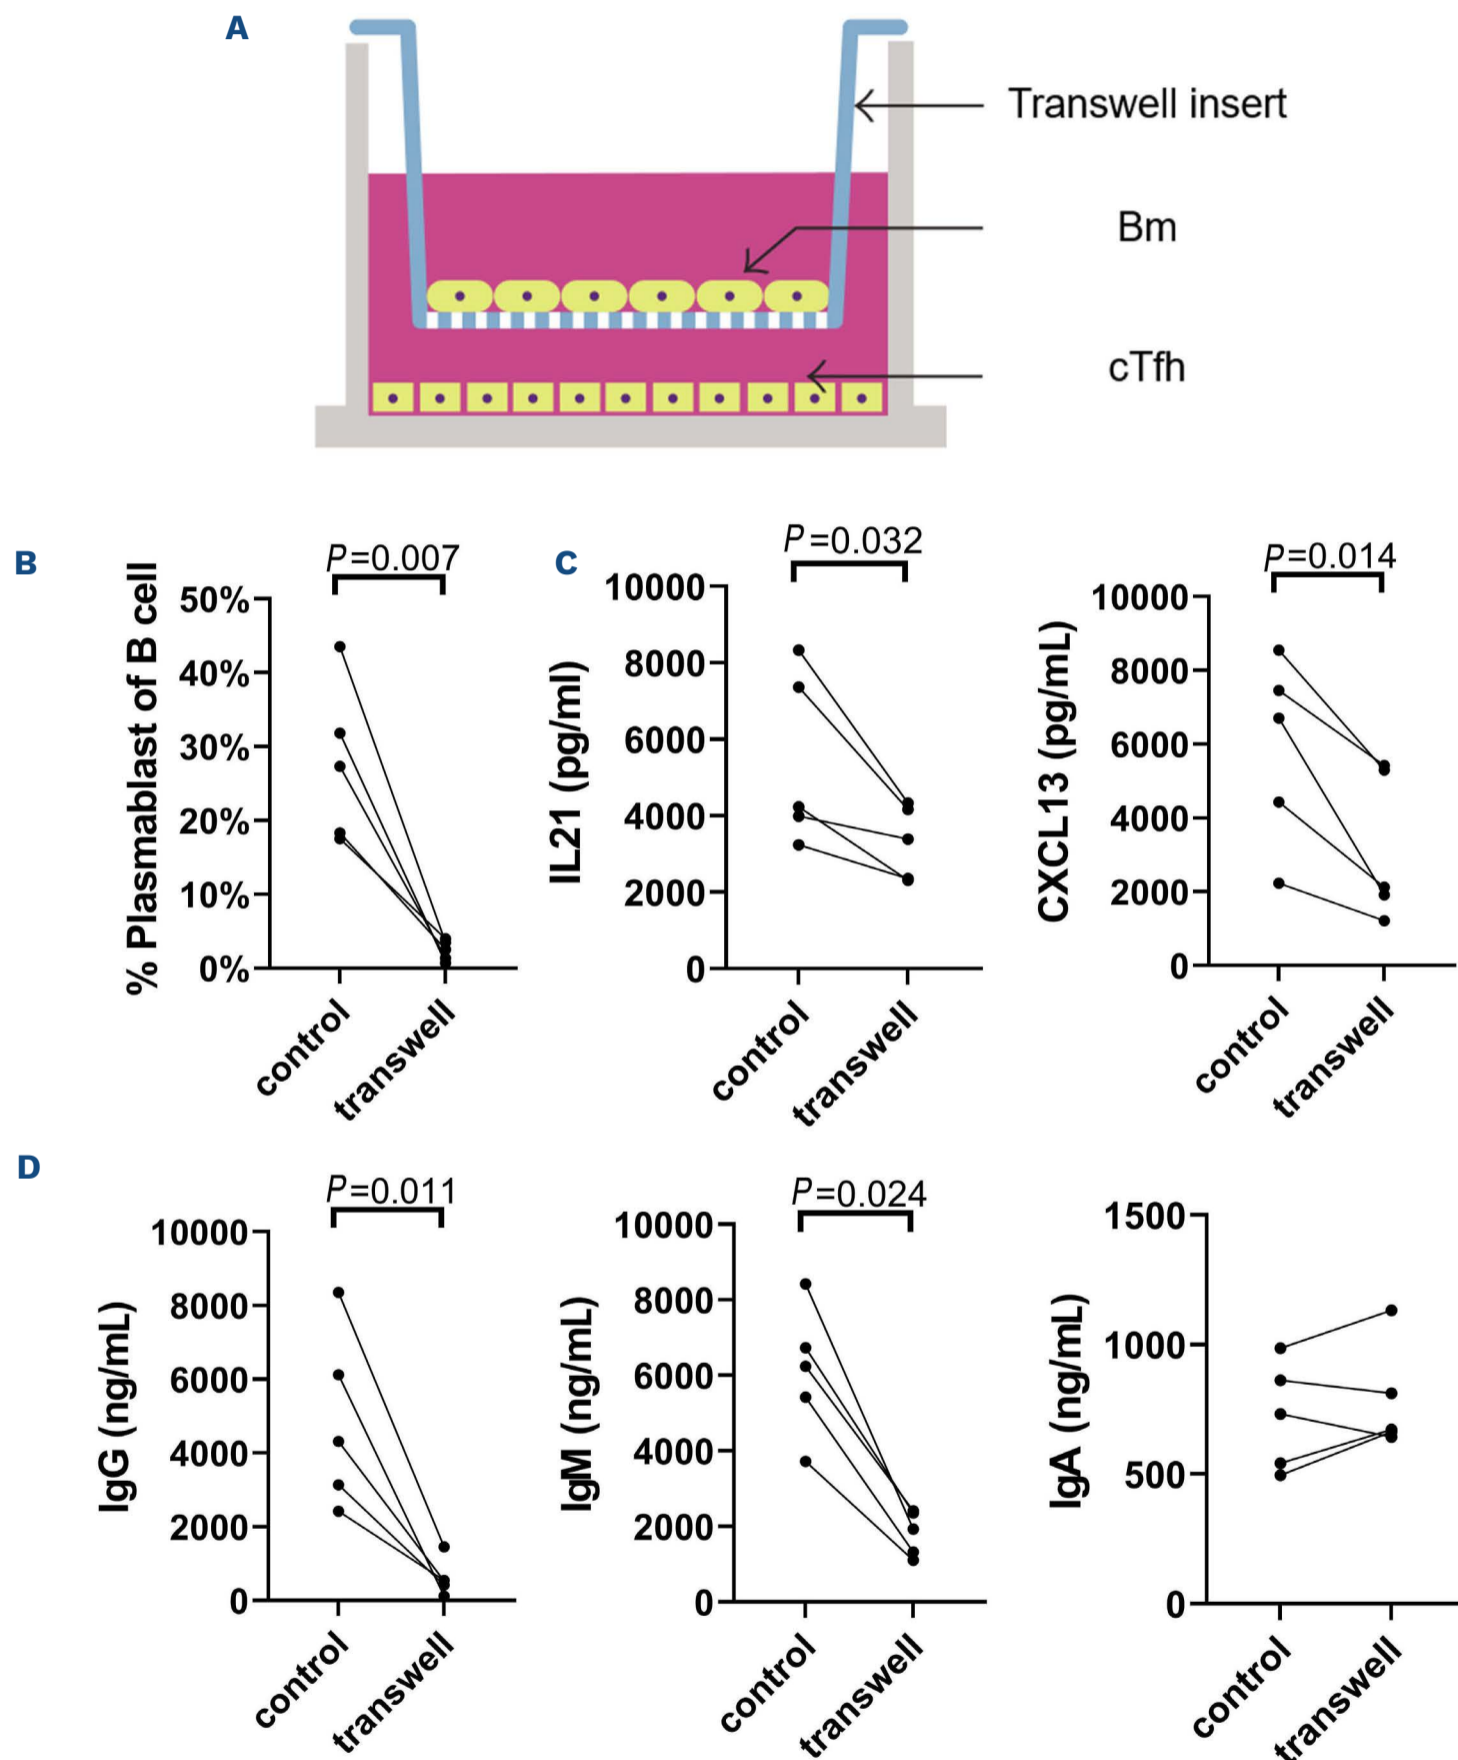 A
Transwell insert
Bm
cTfh
B
P=0.007
% Plasmablast of B cell
50%
40%
30%
20%
10%
0%
control
transwell
C
P=0.032
IL21 (pg/ml)
10000
8000
6000
4000
2000
0
control
transwell
P=0.014
CXCL13 (pg/mL)
10000
8000
6000
4000
2000
0
control
transwell
D
P=0.011
IgG (ng/mL)
10000
8000
6000
4000
2000
0
control
transwell
P=0.024
IgM (ng/mL)
10000
8000
6000
4000
2000
0
control
transwell
IgA (ng/mL)
1500
1000
500
0
control
transwell